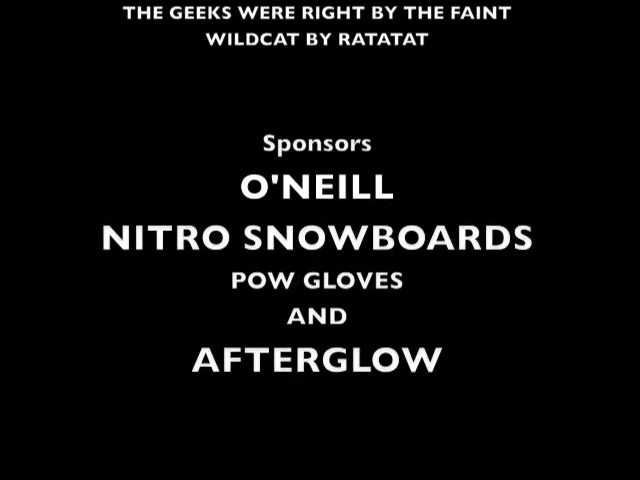 THE GEEKS WERE RIGHT BY THE FAINT
WILDCAT BY RATATAT
Sponsors
O'NEILL
NITRO SNOWBOARDS
POW GLOVES
AND
AFTERGLOW